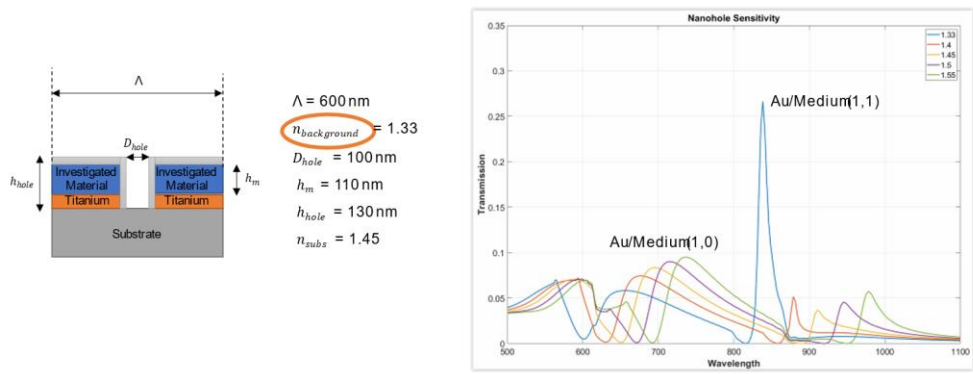 Λ
D_hole
h_hole
Investigated Material
Investigated Material
h_m
Titanium
Titanium
Substrate
Λ = 600 nm
n_background = 1.33
D_hole = 100 nm
h_m = 110 nm
h_hole = 130 nm
n_subs = 1.45
Nanohole Sensitivity
0.35
0.3
0.25
0.2
0.15
0.1
0.05
0
Transmission
1.33
1.4
1.45
1.5
1.55
Au/Medium(1,1)
Au/Medium(1,0)
500
600
700
800
900
1000
1100
Wavelength